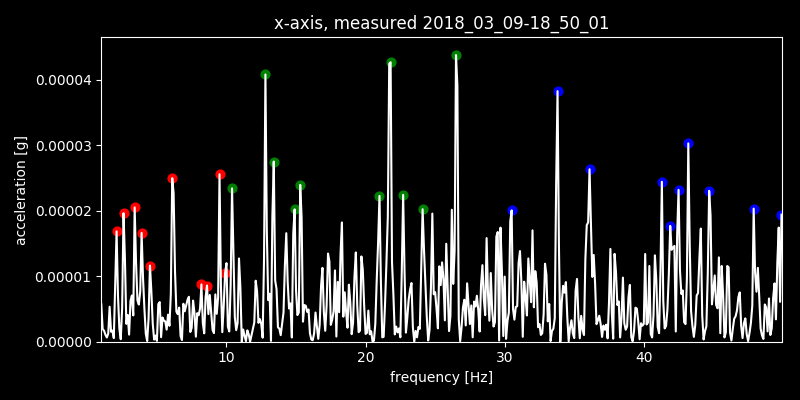 x-axis, measured 2018_03_09-18_50_01
0.00004
0.00003
0.00002
0.00001
0.00000
acceleration [g]
10 20 30 40
frequency [Hz]